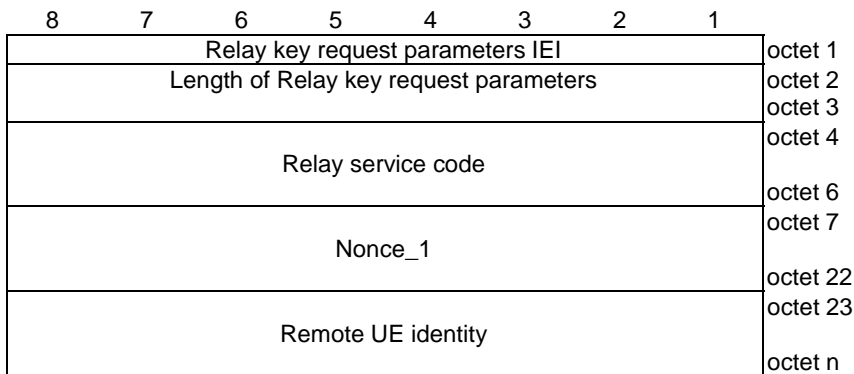 8 7 6 5 4 3 2 1
Relay key request parameters IEI octet 1
Length of Relay key request parameters octet 2
octet 3
octet 4
Relay service code
octet 6
octet 7
Nonce_1
octet 22
octet 23
Remote UE identity
octet n